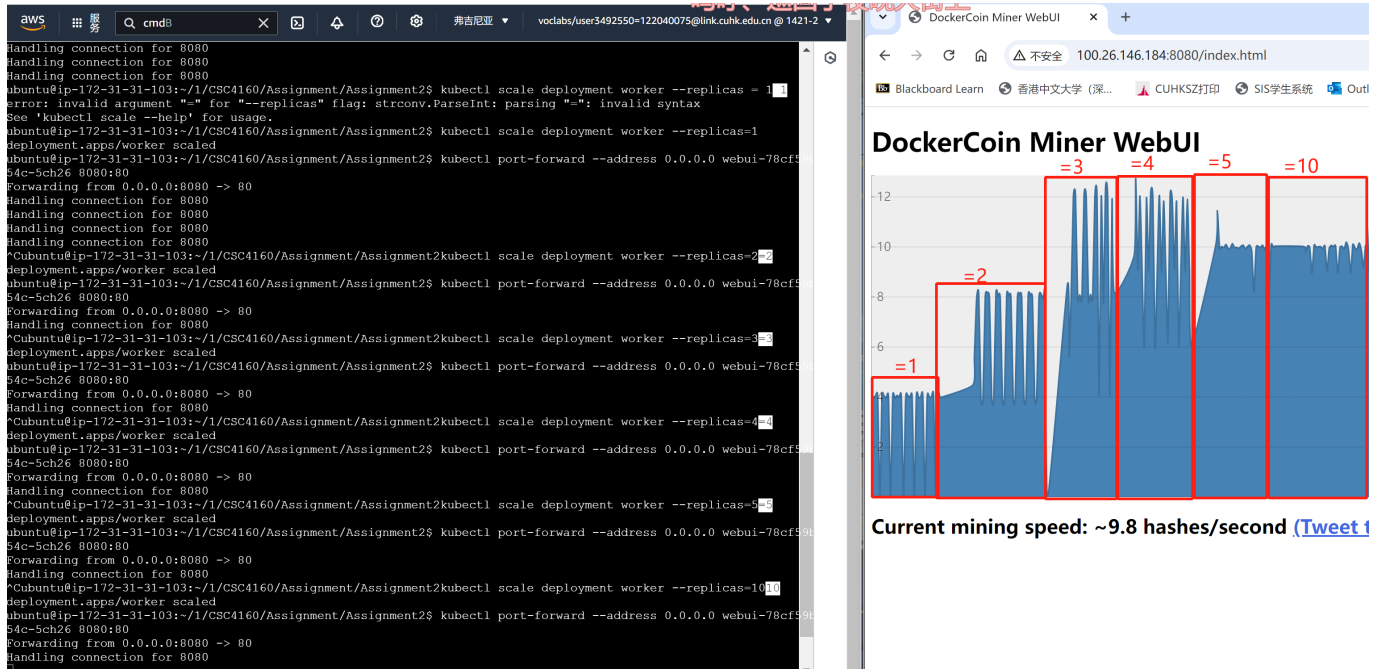 aws
服务
cmdB
弗吉尼亚
voclabs/user3492550=122040075@link.cuhk.edu.cn @ 1421-2
Handling connection for 8080
Handling connection for 8080
Handling connection for 8080
ubuntu@ip-172-31-31-103:~/1/CSC4160/Assignment/Assignment2$ kubectl scale deployment worker --replicas = 1 1
error: invalid argument "=" for "--replicas" flag: strconv.ParseInt: parsing "=": invalid syntax
See 'kubectl scale --help' for usage.
ubuntu@ip-172-31-31-103:~/1/CSC4160/Assignment/Assignment2$ kubectl scale deployment worker --replicas=1
deployment.apps/worker scaled
ubuntu@ip-172-31-31-103:~/1/CSC4160/Assignment/Assignment2$ kubectl port-forward --address 0.0.0.0 webui-78cf59b
54c-5ch26 8080:80
Forwarding from 0.0.0.0:8080 -> 80
Handling connection for 8080
Handling connection for 8080
Handling connection for 8080
Handling connection for 8080
^Cubuntu@ip-172-31-31-103:~/1/CSC4160/Assignment/Assignment2kubectl scale deployment worker --replicas=2=2
deployment.apps/worker scaled
ubuntu@ip-172-31-31-103:~/1/CSC4160/Assignment/Assignment2$ kubectl port-forward --address 0.0.0.0 webui-78cf59b
54c-5ch26 8080:80
Forwarding from 0.0.0.0:8080 -> 80
Handling connection for 8080
^Cubuntu@ip-172-31-31-103:~/1/CSC4160/Assignment/Assignment2kubectl scale deployment worker --replicas=3=3
deployment.apps/worker scaled
ubuntu@ip-172-31-31-103:~/1/CSC4160/Assignment/Assignment2$ kubectl port-forward --address 0.0.0.0 webui-78cf59b
54c-5ch26 8080:80
Forwarding from 0.0.0.0:8080 -> 80
Handling connection for 8080
^Cubuntu@ip-172-31-31-103:~/1/CSC4160/Assignment/Assignment2kubectl scale deployment worker --replicas=4=4
deployment.apps/worker scaled
ubuntu@ip-172-31-31-103:~/1/CSC4160/Assignment/Assignment2$ kubectl port-forward --address 0.0.0.0 webui-78cf59b
54c-5ch26 8080:80
Forwarding from 0.0.0.0:8080 -> 80
Handling connection for 8080
^Cubuntu@ip-172-31-31-103:~/1/CSC4160/Assignment/Assignment2kubectl scale deployment worker --replicas=5=5
deployment.apps/worker scaled
ubuntu@ip-172-31-31-103:~/1/CSC4160/Assignment/Assignment2$ kubectl port-forward --address 0.0.0.0 webui-78cf59b
54c-5ch26 8080:80
Forwarding from 0.0.0.0:8080 -> 80
Handling connection for 8080
^Cubuntu@ip-172-31-31-103:~/1/CSC4160/Assignment/Assignment2kubectl scale deployment worker --replicas=1010
deployment.apps/worker scaled
ubuntu@ip-172-31-31-103:~/1/CSC4160/Assignment/Assignment2$ kubectl port-forward --address 0.0.0.0 webui-78cf59b
54c-5ch26 8080:80
Forwarding from 0.0.0.0:8080 -> 80
Handling connection for 8080
DockerCoin Miner WebUI
不安全 100.26.146.184:8080/index.html
Bb Blackboard Learn 香港中文大学（深... CUHKSZ打印 SIS学生系统 Outl
DockerCoin Miner WebUI
=1
=2
=3
=4
=5
=10
12
10
8
6
4
2
Current mining speed: ~9.8 hashes/second (Tweet t